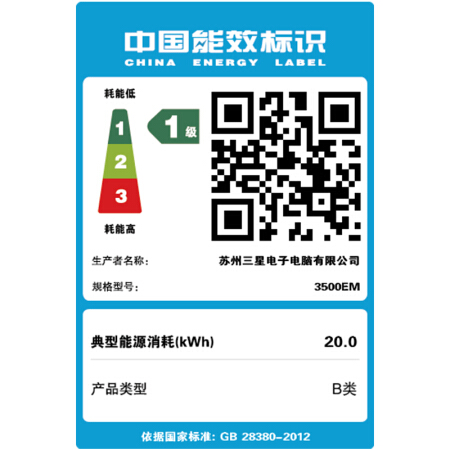 中国能效标识
CHINA ENERGY LABEL
耗能低
1
1级
2
3
耗能高
生产者名称: 苏州三星电子电脑有限公司
规格型号: 3500EM
典型能源消耗(kWh) 20.0
产品类型 B类
依据国家标准: GB 28380-2012